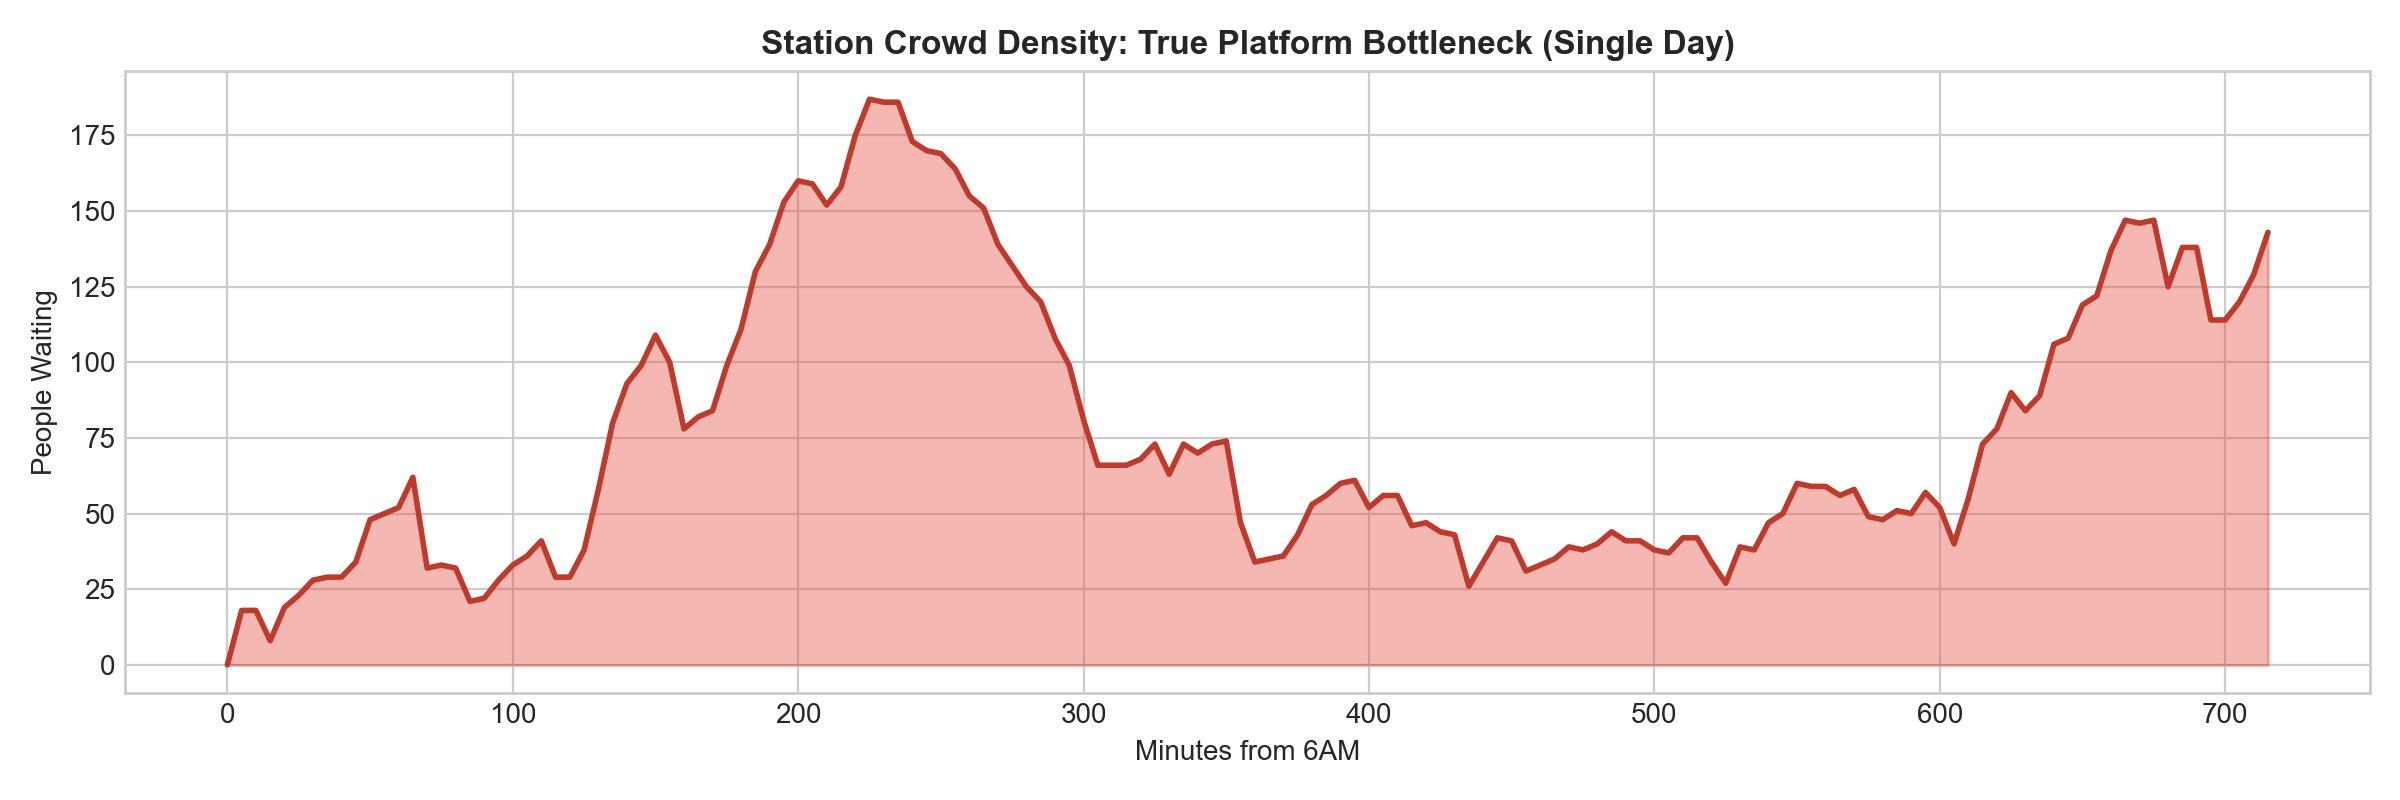 Station Crowd Density: True Platform Bottleneck (Single Day)
People Waiting
175
150
125
100
75
50
25
0
0 100 200 300 400 500 600 700
Minutes from 6AM